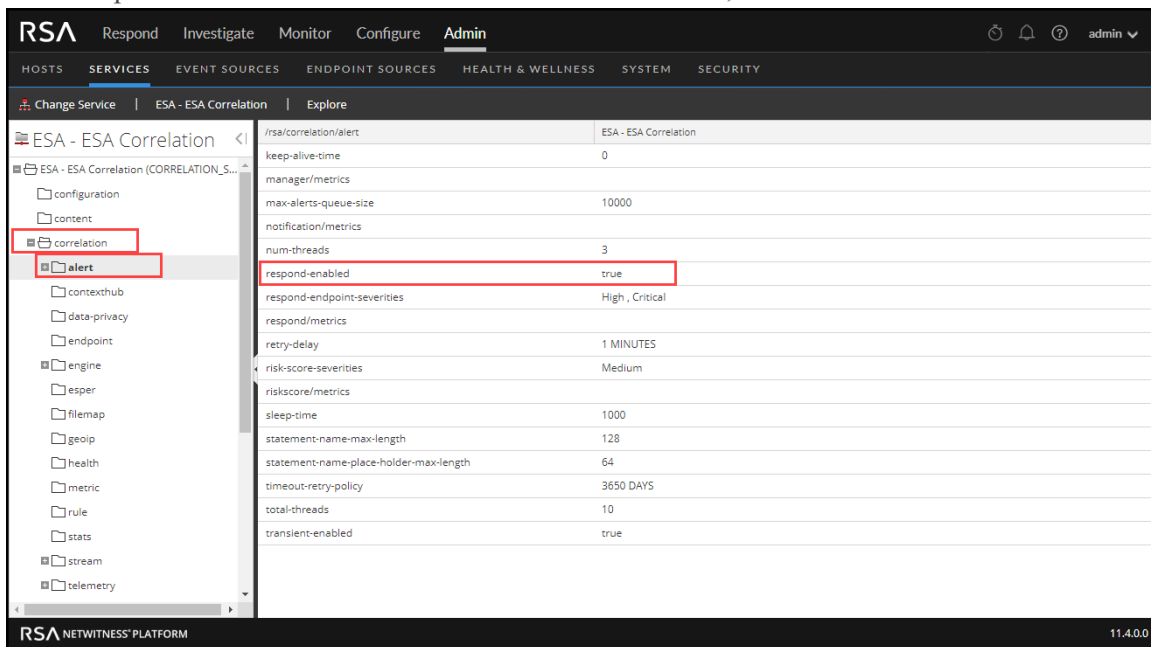 RSA Respond Investigate Monitor Configure Admin admin
HOSTS SERVICES EVENT SOURCES ENDPOINT SOURCES HEALTH & WELLNESS SYSTEM SECURITY
Change Service | ESA - ESA Correlation | Explore
ESA - ESA Correlation
ESA - ESA Correlation (CORRELATION_S...
configuration
content
correlation
alert
contexthub
data-privacy
endpoint
engine
esper
filemap
geoip
health
metric
rule
stats
stream
telemetry
/rsa/correlation/alert ESA - ESA Correlation
keep-alive-time 0
manager/metrics
max-alerts-queue-size 10000
notification/metrics
num-threads 3
respond-enabled true
respond-endpoint-severities High , Critical
respond/metrics
retry-delay 1 MINUTES
risk-score-severities Medium
riskscore/metrics
sleep-time 1000
statement-name-max-length 128
statement-name-place-holder-max-length 64
timeout-retry-policy 3650 DAYS
total-threads 10
transient-enabled true
RSA NETWITNESS® PLATFORM 11.4.0.0